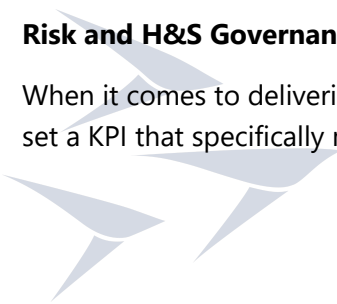 Risk and H&S Governan
When it comes to deliveri
set a KPI that specifically